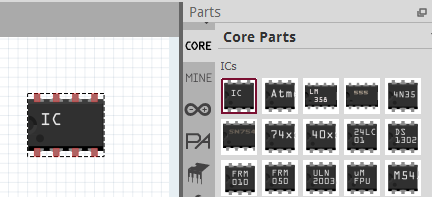 Parts
CORE
Core Parts
MINE
ICs
IC
IC
Atm
LM
358
555
4N35
SN754
74x
40x
24LC
01
DS
1302
FRM
010
FRM
050
ULN
2003
uM
FPU
M54
PA